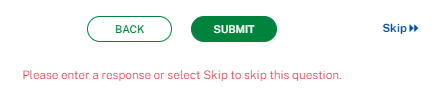 BACK SUBMIT Skip
Please enter a response or select Skip to skip this question.